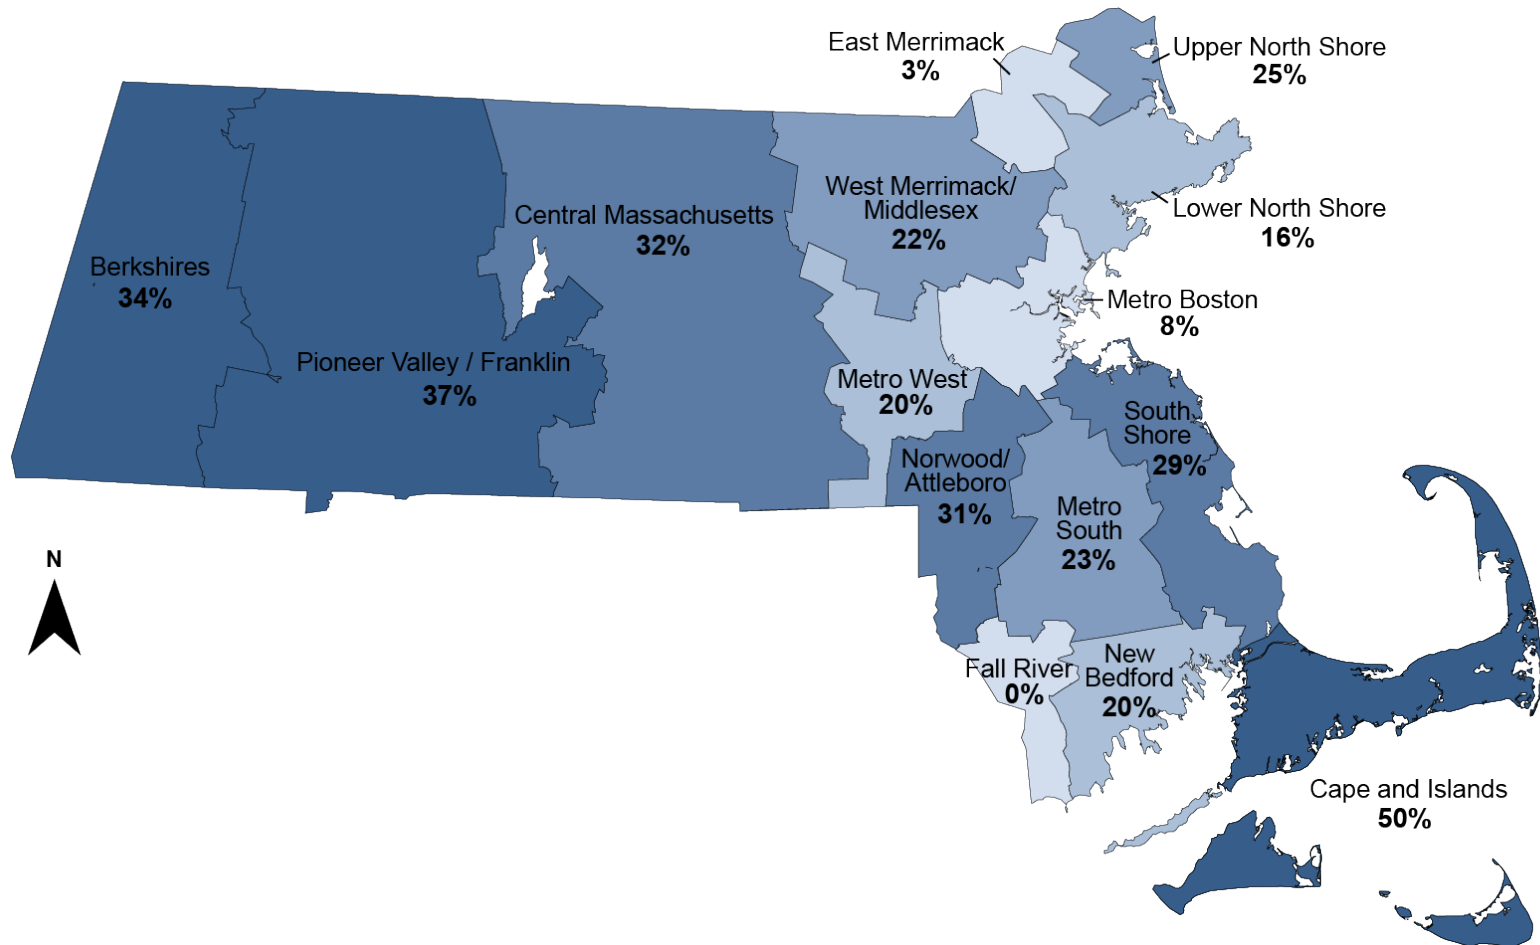 East Merrimack
3%
Upper North Shore
25%
West Merrimack/
Middlesex
22%
Central Massachusetts
32%
Lower North Shore
16%
Berkshires
34%
Metro Boston
8%
Pioneer Valley / Franklin
37%
Metro West
20%
South
Shore
29%
Norwood/
Attleboro
31%
Metro
South
23%
N
Fall River
0%
New
Bedford
20%
Cape and Islands
50%